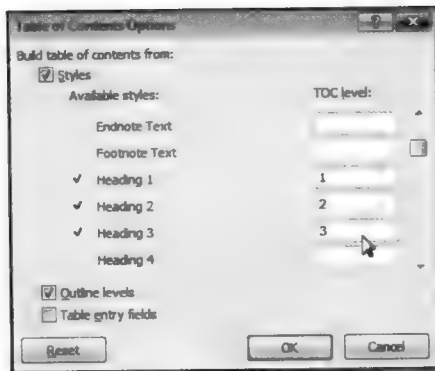 Table of Contents Options
Build table of contents from:
Styles
Available styles: TOC level:
Endnote Text
Footnote Text
Heading 1 1
Heading 2 2
Heading 3 3
Heading 4
Outline levels
Table entry fields
Reset OK Cancel